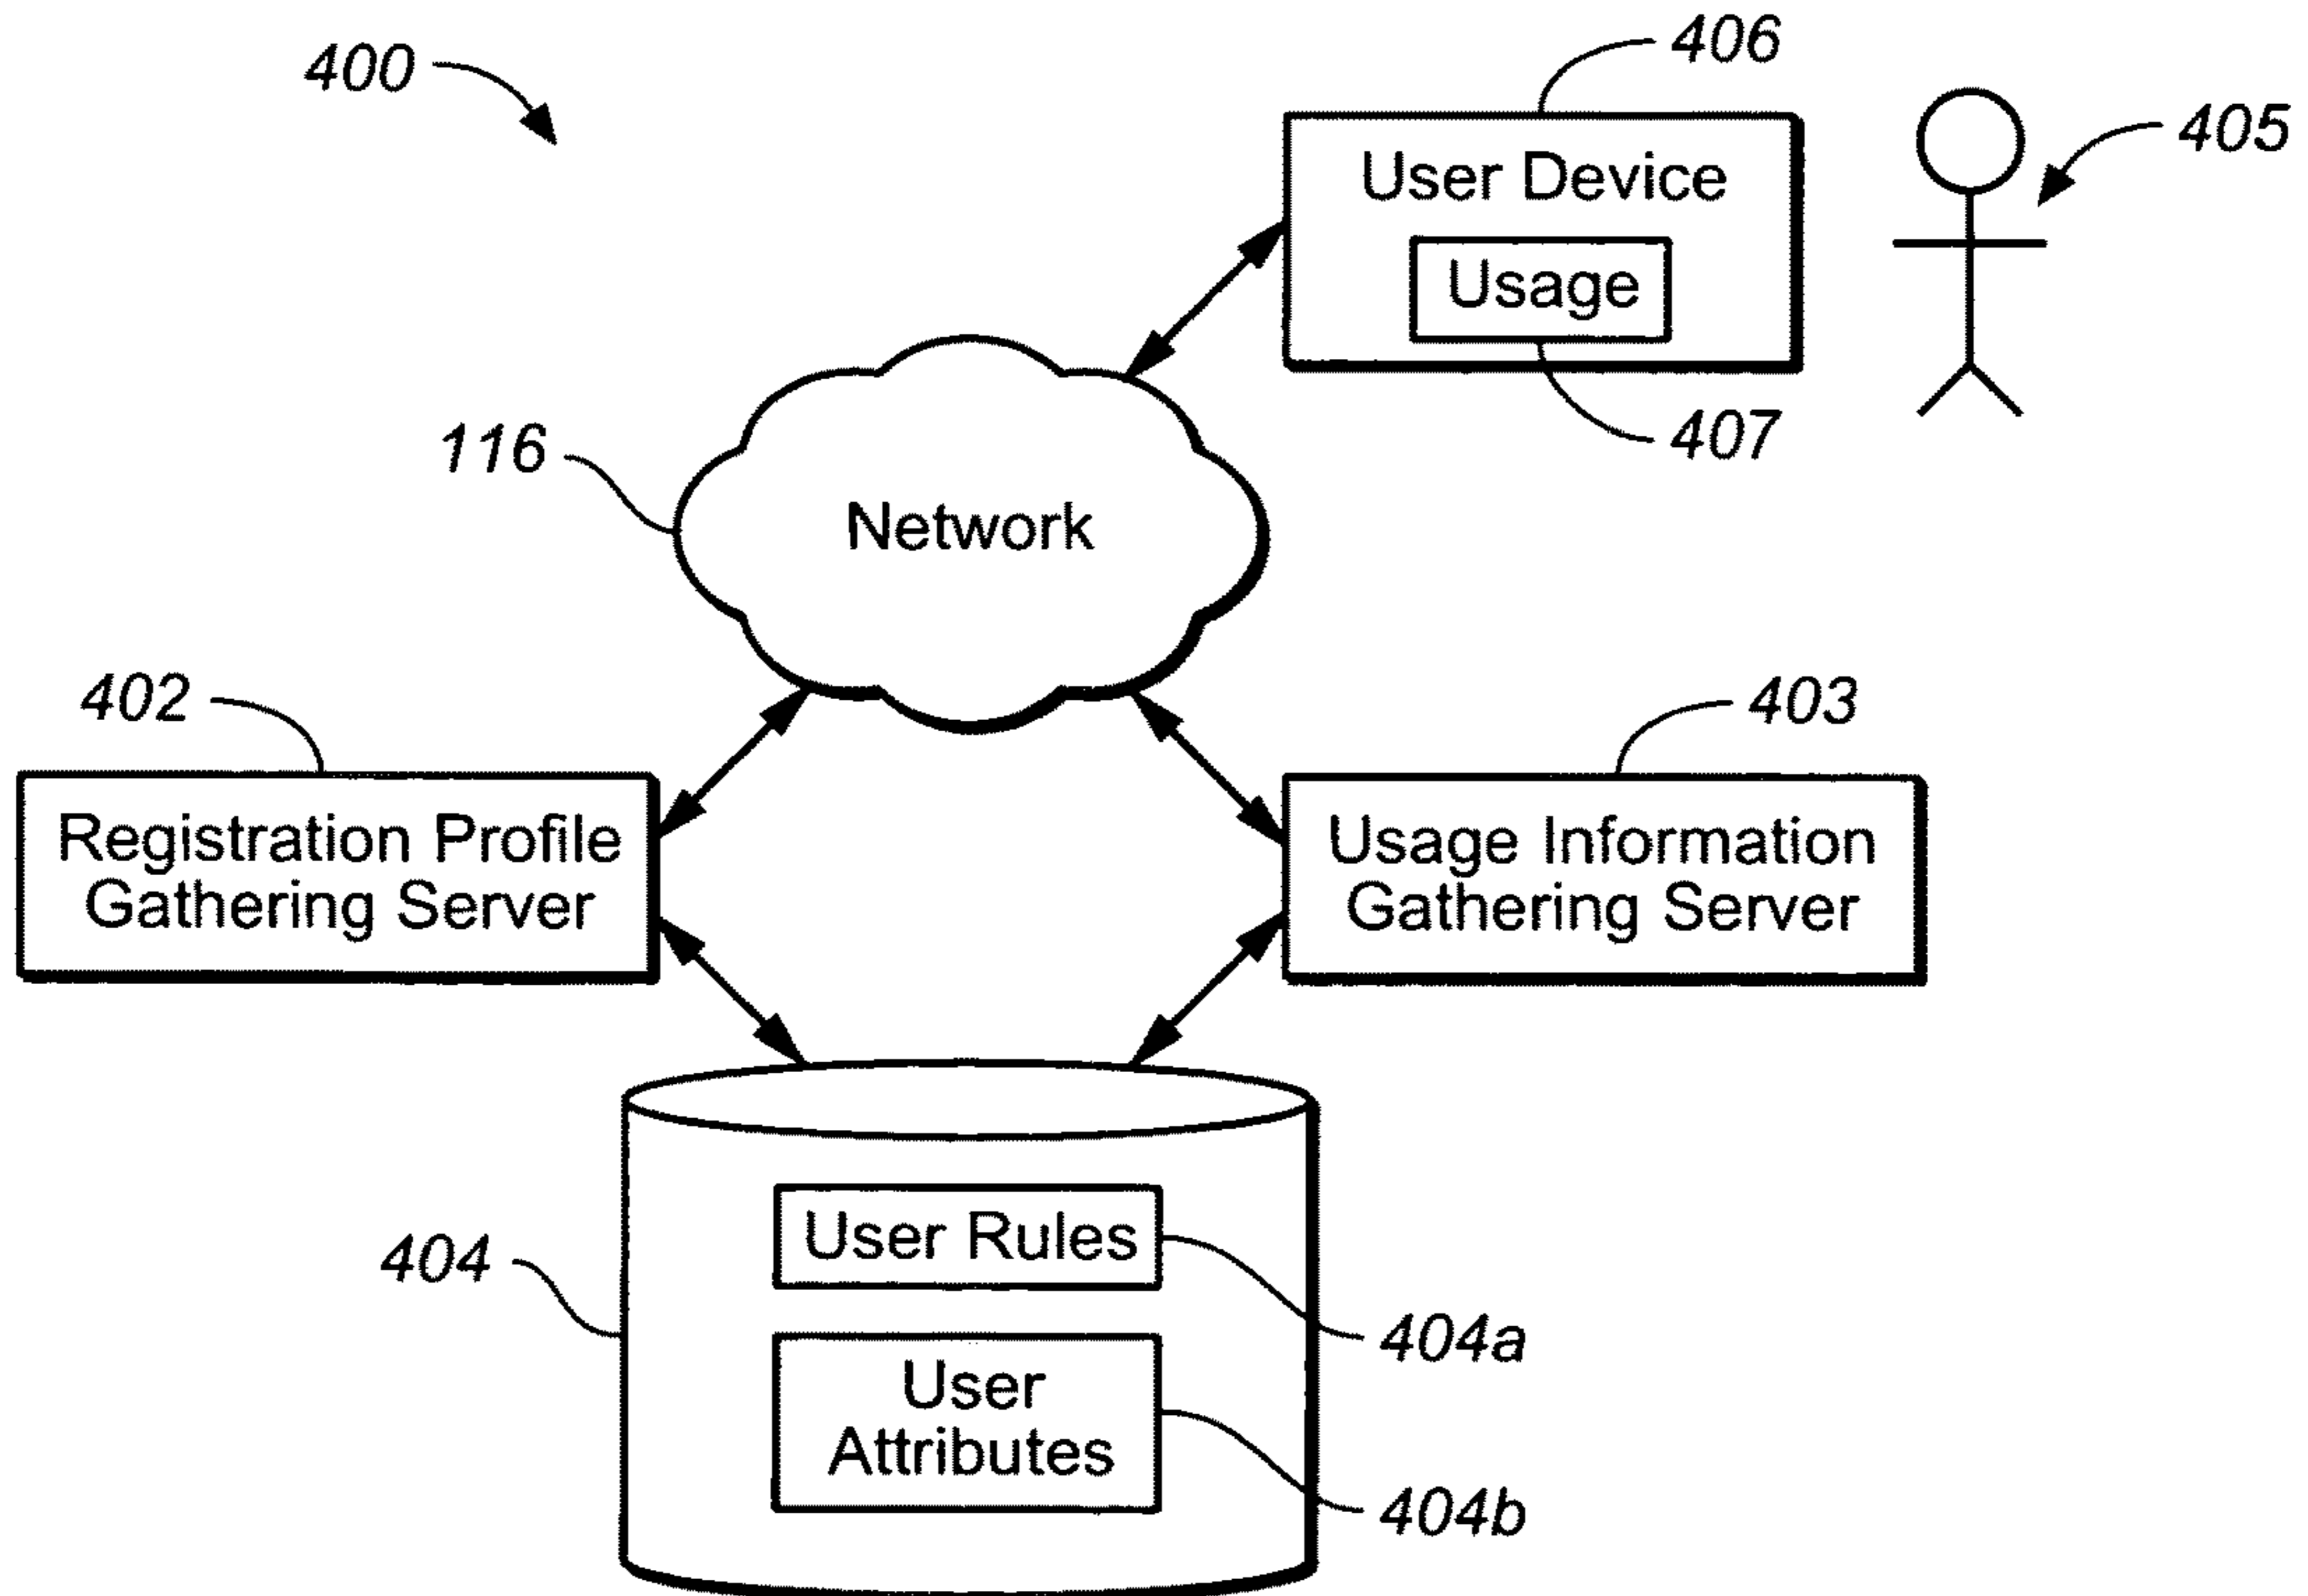 400
406
405
User Device
Usage
407
116
Network
402
403
Registration Profile
Gathering Server
Usage Information
Gathering Server
User Rules
404
404a
User
Attributes
404b